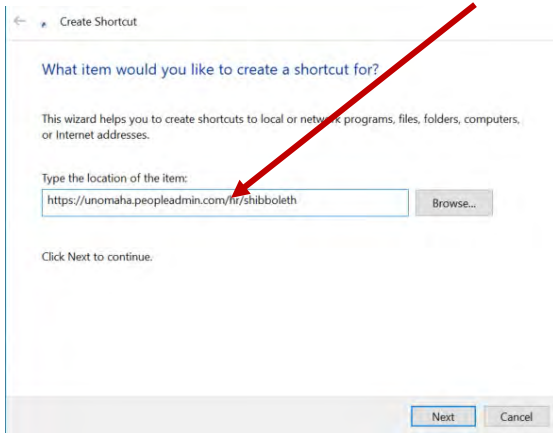 Create Shortcut
What item would you like to create a shortcut for?
This wizard helps you to create shortcuts to local or network programs, files, folders, computers,
or Internet addresses.
Type the location of the item:
https://unomaha.peopleadmin.com/hr/shibboleth
Browse...
Click Next to continue.
Next Cancel